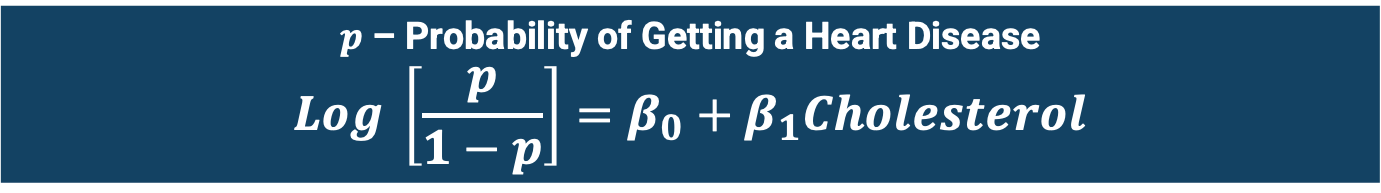 p – Probability of Getting a Heart Disease
Log [p / 1 − p] = β₀ + β₁Cholesterol